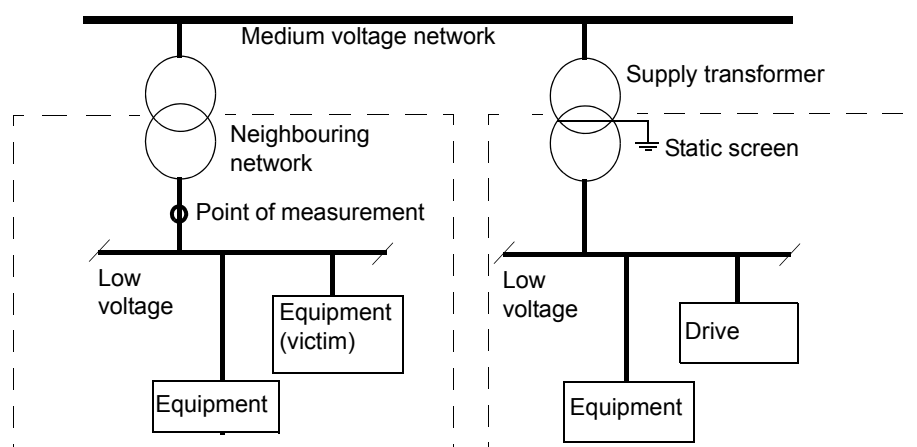 Medium voltage network
Supply transformer
Neighbouring
network
Static screen
Point of measurement
Low
voltage
Equipment
(victim)
Equipment
Low
voltage
Drive
Equipment